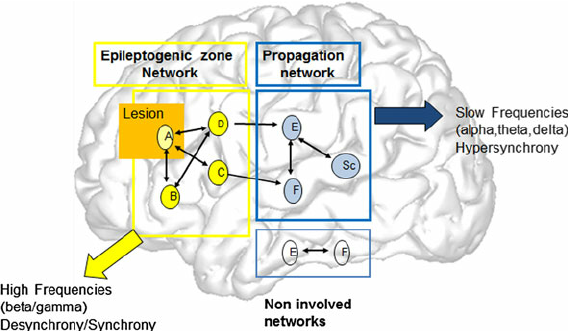 Epileptogenic zone
Network
Propagation
network
Lesion
A
D
C
B
E
Sc
F
Slow Frequencies
(alpha,theta,delta)
Hypersynchrony
E
F
High Frequencies
(beta/gamma)
Desynchrony/Synchrony
Non involved
networks